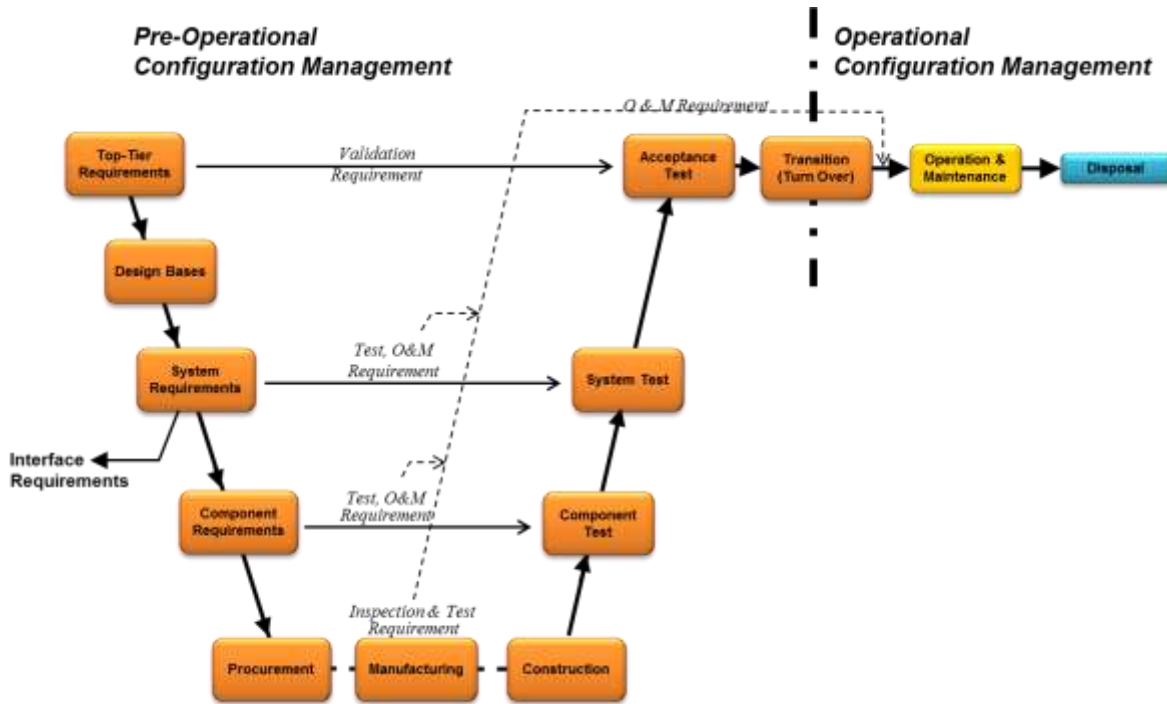 Pre-Operational
Configuration Management
Operational
Configuration Management
O & M Requirement
Top-Tier
Requirements
Validation
Requirement
Acceptance
Test
Transition
(Turn Over)
Operation &
Maintenance
Disposal
Design Bases
System
Requirements
Test, O&M
Requirement
System Test
Interface
Requirements
Component
Requirements
Test, O&M
Requirement
Component
Test
Inspection & Test
Requirement
Procurement
Manufacturing
Construction